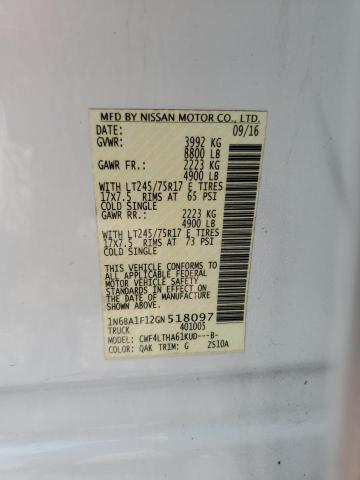 MFD BY NISSAN MOTOR CO., LTD.
DATE: 09/16
GVWR: 3992 KG
8800 LB
GAWR FR.: 2223 KG
4900 LB
WITH LT245/75R17 E TIRES
17X7.5 RIMS AT 65 PSI
COLD SINGLE
GAWR RR.: 2223 KG
4900 LB
WITH LT245/75R17 E TIRES
17X7.5 RIMS AT 73 PSI
COLD SINGLE
THIS VEHICLE CONFORMS TO
ALL APPLICABLE FEDERAL
MOTOR VEHICLE SAFETY
STANDARDS IN EFFECT ON
THE DATE OF MANUFACTURE
SHOWN ABOVE.
1N6BA1F12GN518097
TRUCK 401005
MODEL: CWF4LTHA61KUD---B-
COLOR: QAK TRIM: G ZS10A